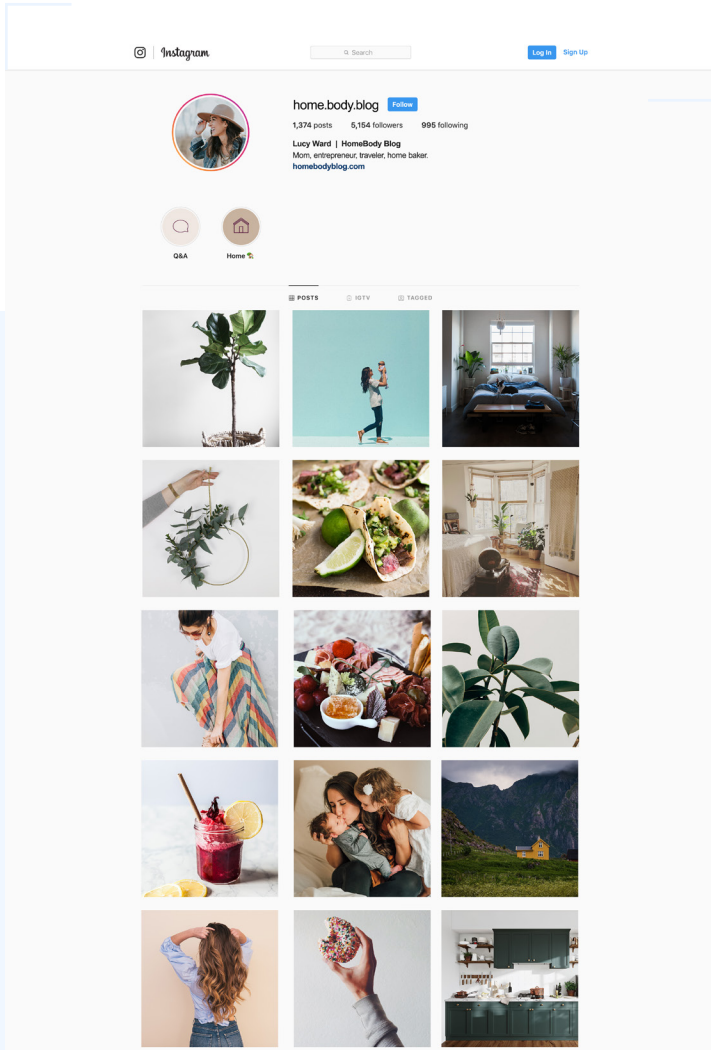 Instagram
Search
Log In
Sign Up
home.body.blog
Follow
1,374 posts 5,154 followers 995 following
Lucy Ward | HomeBody Blog
Mom, entrepreneur, traveler, home baker.
homebodyblog.com
Q&A
Home
POSTS
IGTV
TAGGED